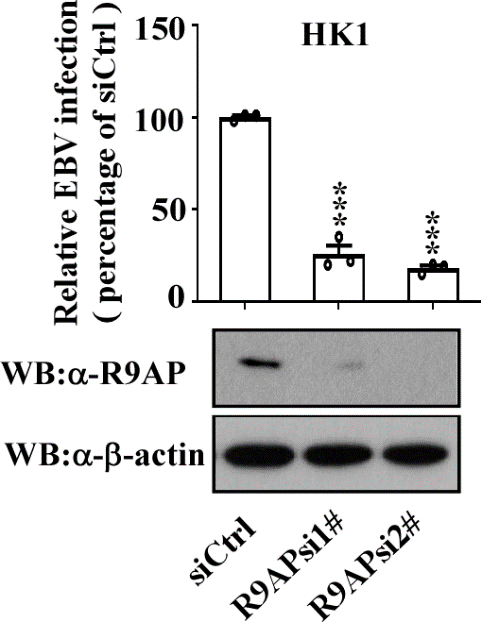 HK1
Relative EBV infection
( percentage of siCtrl )
150
100
50
0
***
***
WB:α-R9AP
WB:α-β-actin
siCtrl
R9APsi1#
R9APsi2#